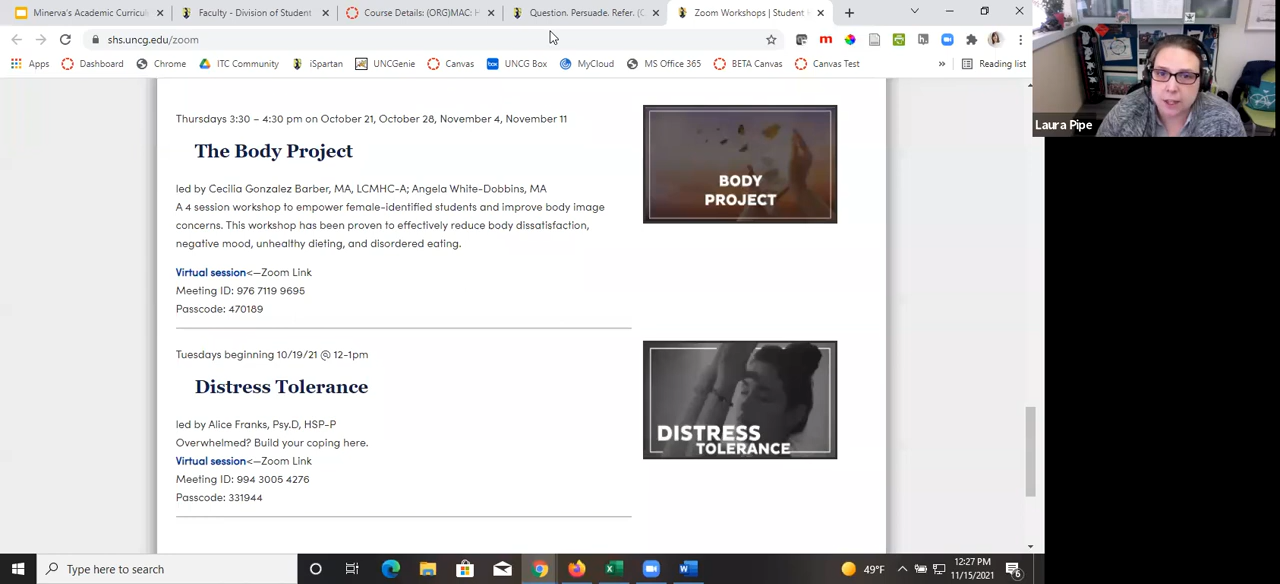 Minerva's Academic Curricul
Faculty - Division of Student
Course Details: (ORG)MAC: H
Question. Persuade. Refer. (
Zoom Workshops | Student
shs.uncg.edu/zoom
Apps
Dashboard
Chrome
ITC Community
iSpartan
UNCGenie
Canvas
UNCG Box
MyCloud
MS Office 365
BETA Canvas
Canvas Test
»
Reading list
Laura Pipe
Thursdays 3:30 – 4:30 pm on October 21, October 28, November 4, November 11
The Body Project
led by Cecilia Gonzalez Barber, MA, LCMHC-A; Angela White-Dobbins, MA
A 4 session workshop to empower female-identified students and improve body image
concerns. This workshop has been proven to effectively reduce body dissatisfaction,
negative mood, unhealthy dieting, and disordered eating.
Virtual session<—Zoom Link
Meeting ID: 976 7119 9695
Passcode: 470189
BODY
PROJECT
Tuesdays beginning 10/19/21 @ 12-1pm
Distress Tolerance
led by Alice Franks, Psy.D, HSP-P
Overwhelmed? Build your coping here.
Virtual session<—Zoom Link
Meeting ID: 994 3005 4276
Passcode: 331944
DISTRESS
TOLERANCE
Type here to search
49°F
12:27 PM
11/15/2021
6